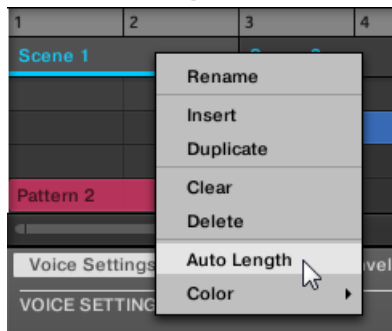 1 2 3 4
Scene 1
Rename
Insert
Duplicate
Clear
Pattern 2
Delete
Voice Settings
Auto Length
Color
VOICE SETTING